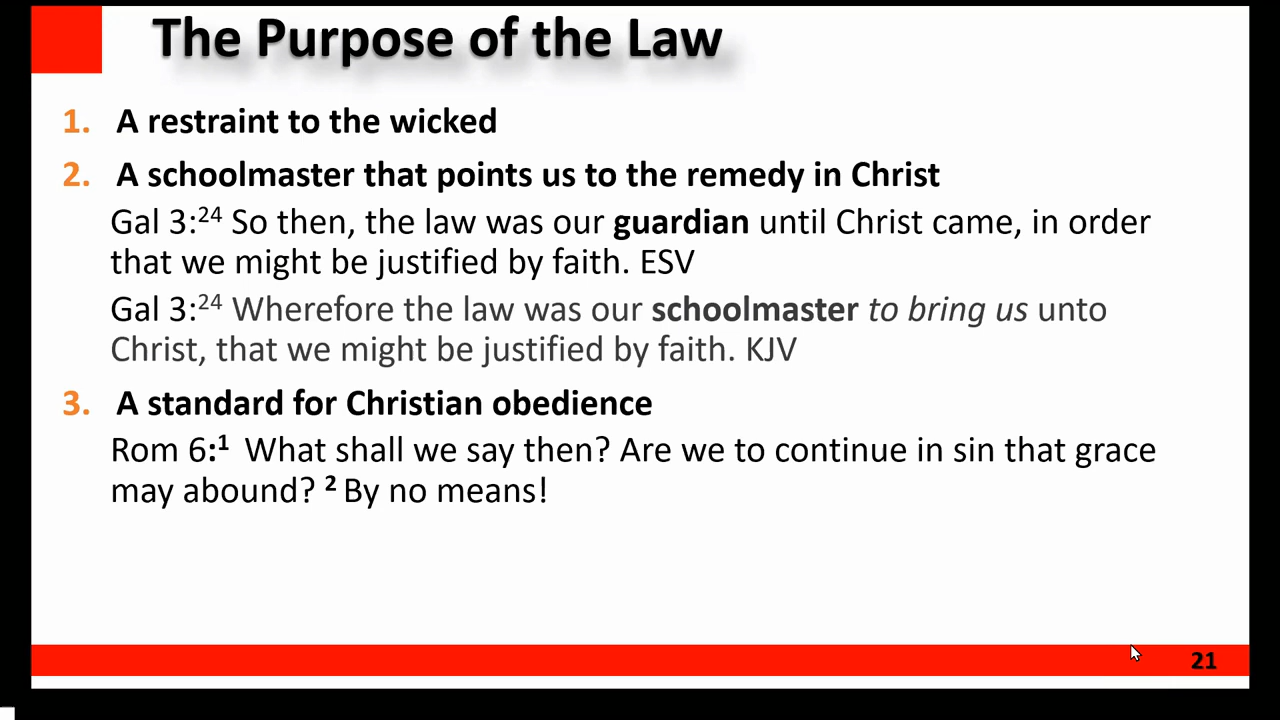 The Purpose of the Law
1. A restraint to the wicked
2. A schoolmaster that points us to the remedy in Christ
Gal 3:24 So then, the law was our guardian until Christ came, in order
that we might be justified by faith. ESV
Gal 3:24 Wherefore the law was our schoolmaster to bring us unto
Christ, that we might be justified by faith. KJV
3. A standard for Christian obedience
Rom 6:1 What shall we say then? Are we to continue in sin that grace
may abound? 2 By no means!
21